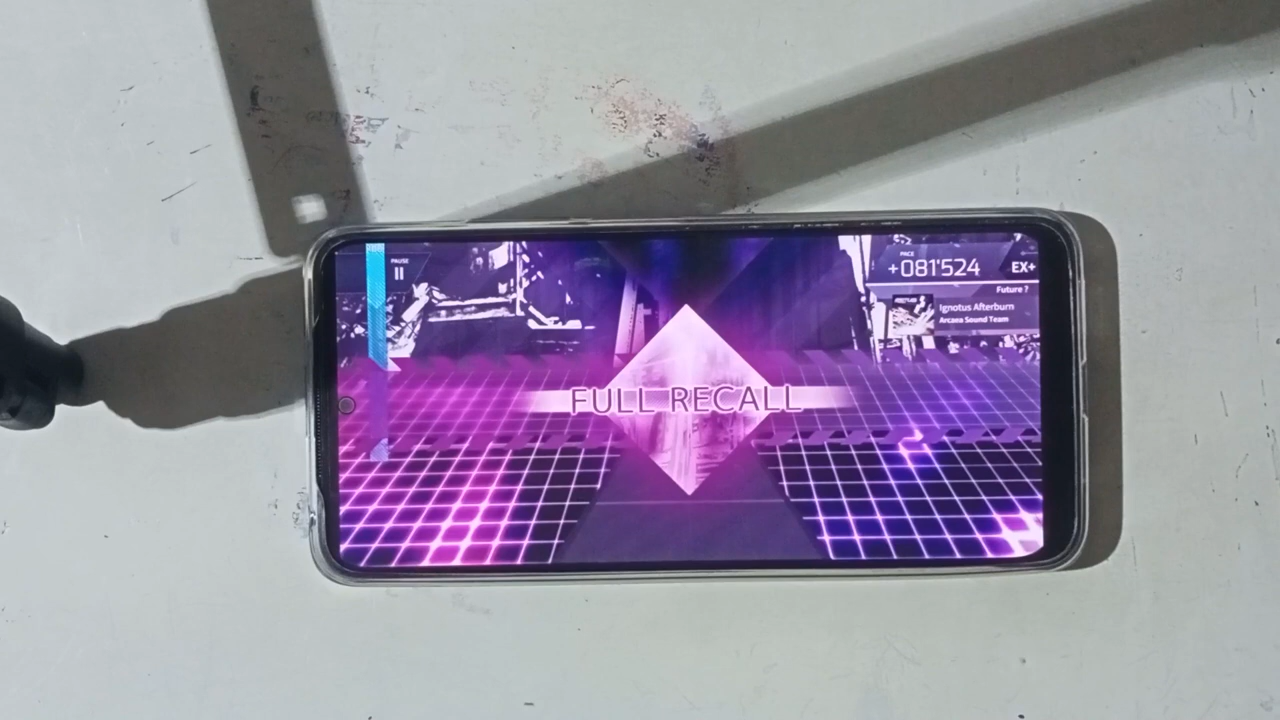 PAUSE
PACE
+081'524
EX+
Future ?
Ignotus Afterburn
Arcaea Sound Team
FULL RECALL